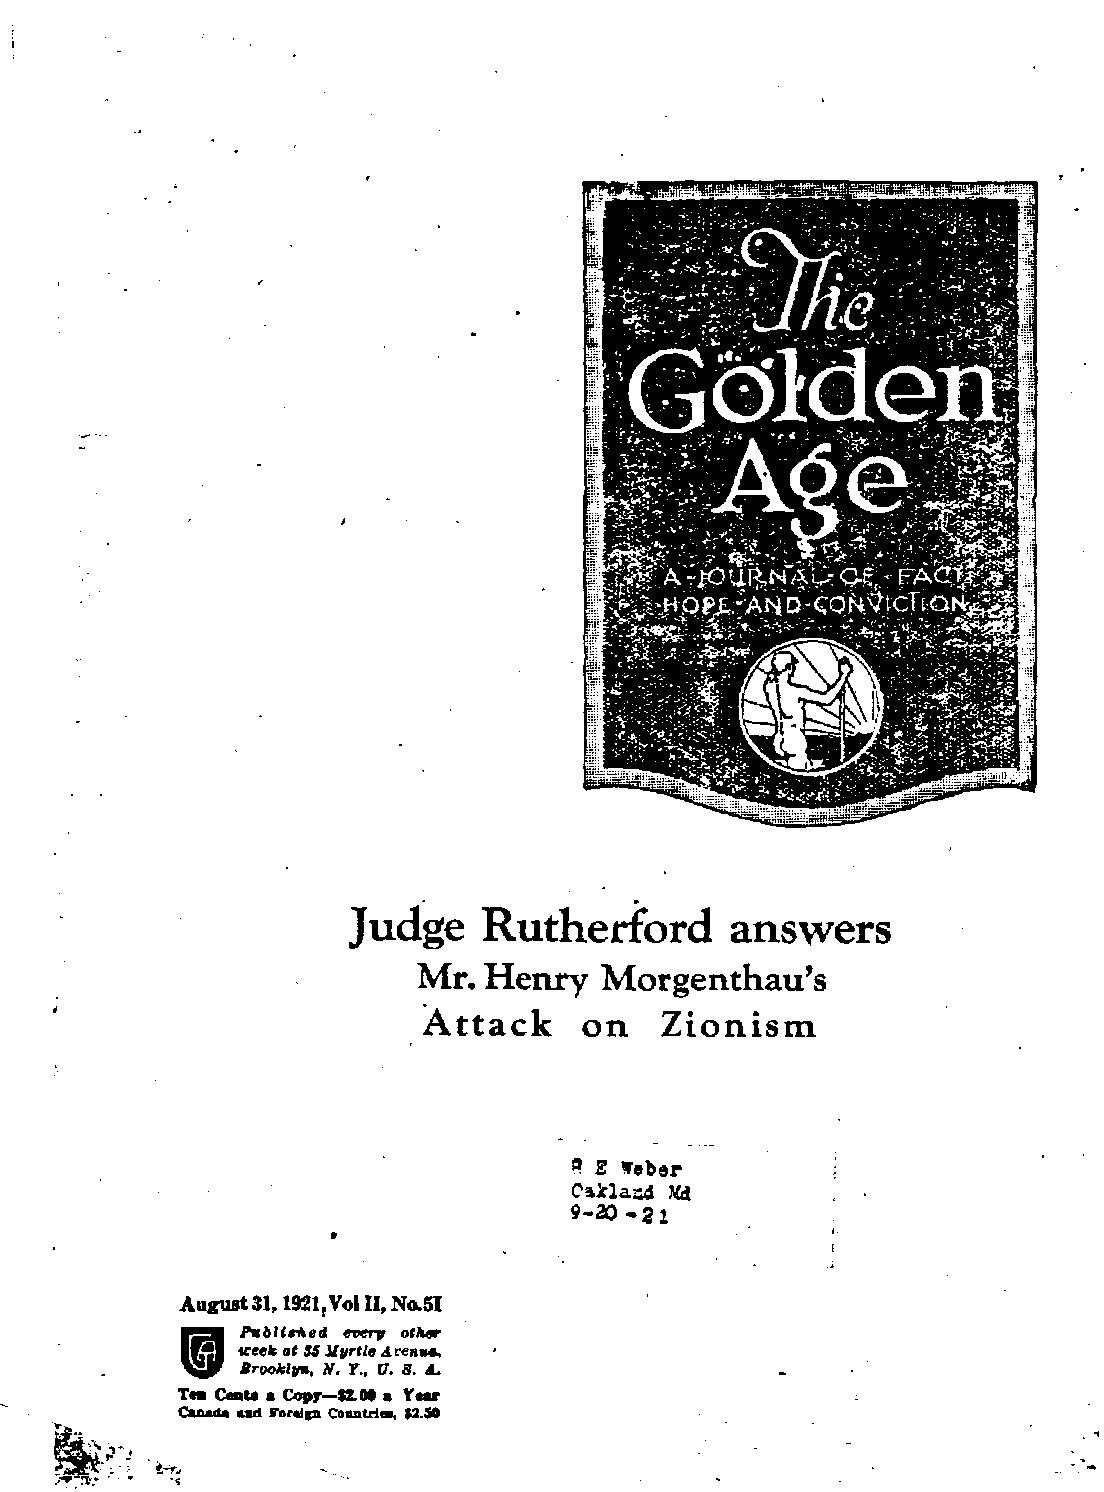 The
Golden
Age
A-JOURNAL-OF-FACT
HOPE-AND-CONVICTION
Judge Rutherford answers
Mr. Henry Morgenthau's
Attack on Zionism
E Weber
Oakland Md
9-20-21
August 31, 1921, Vol II, No. 51
Published every other
week at 35 Myrtle Avenue,
Brooklyn, N. Y., U. S. A.
Ten Cents a Copy—$2.00 a Year
Canada and Foreign Countries, $2.50